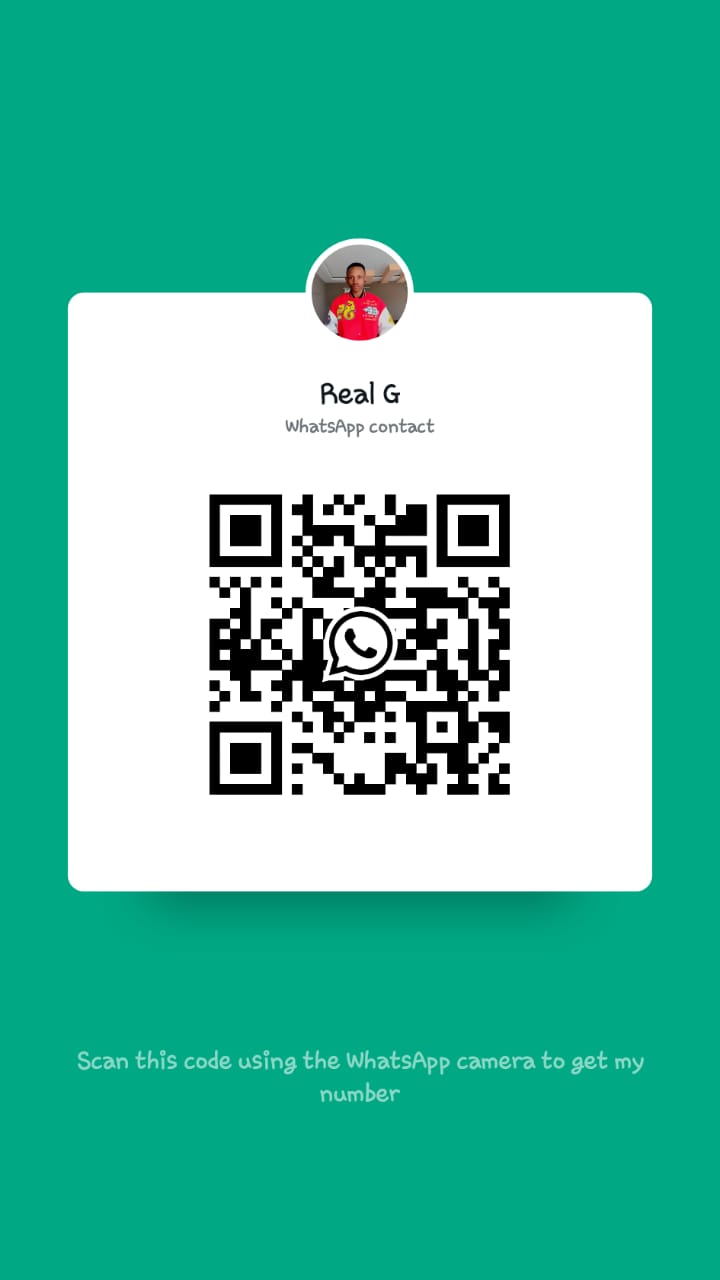 Real G
WhatsApp contact
Scan this code using the WhatsApp camera to get my
number